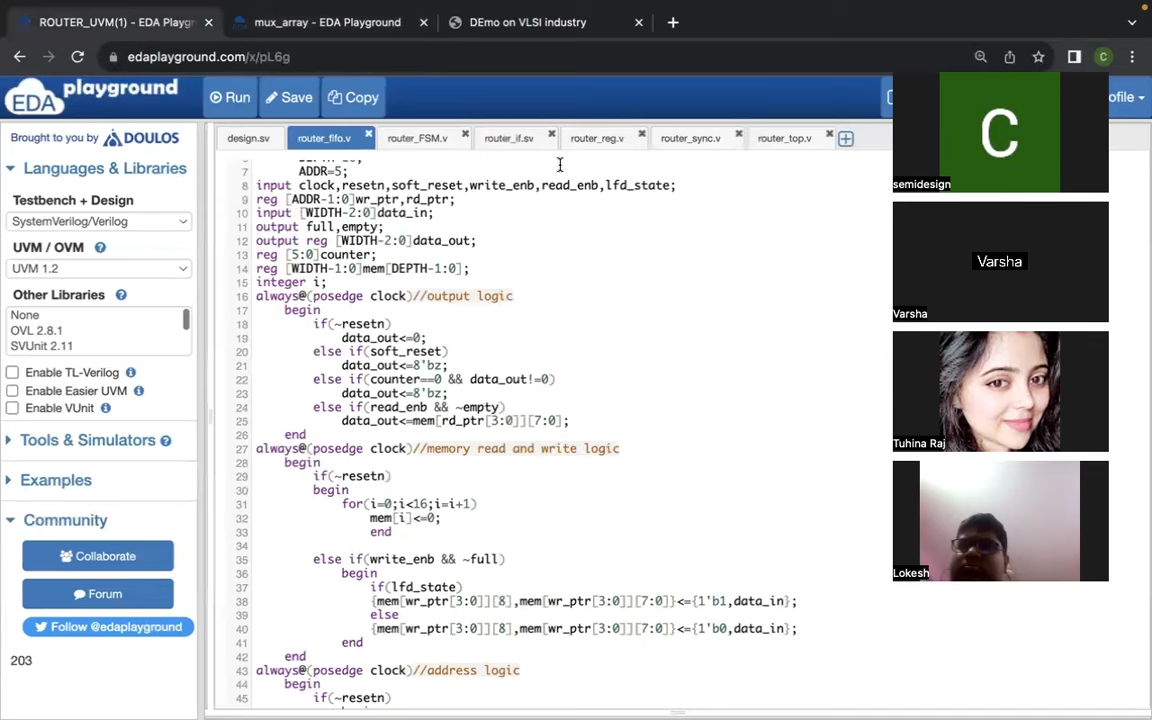 ROUTER_UVM(1) - EDA Playgr
mux_array - EDA Playground
DEmo on VLSI industry
edaplayground.com/x/pL6g
C
EDA playground
Run
Save
Copy
ofile
Brought to you by DOULOS
Languages & Libraries
Testbench + Design
SystemVerilog/Verilog
UVM / OVM
UVM 1.2
Other Libraries
None
OVL 2.8.1
SVUnit 2.11
Enable TL-Verilog
Enable Easier UVM
Enable VUnit
Tools & Simulators
Examples
Community
Collaborate
Forum
Follow @edaplayground
203
design.sv
router_fifo.v
router_FSM.v
router_if.sv
router_reg.v
router_sync.v
router_top.v
7 ADDR=5;
8 input clock,resetn,soft_reset,write_enb,read_enb,lfd_state;
9 reg [ADDR-1:0]wr_ptr,rd_ptr;
10 input [WIDTH-2:0]data_in;
11 output full,empty;
12 output reg [WIDTH-2:0]data_out;
13 reg [5:0]counter;
14 reg [WIDTH-1:0]mem[DEPTH-1:0];
15 integer i;
16 always@(posedge clock)//output logic
17 begin
18 if(~resetn)
19 data_out<=0;
20 else if(soft_reset)
21 data_out<=8'bz;
22 else if(counter==0 && data_out!=0)
23 data_out<=8'bz;
24 else if(read_enb && ~empty)
25 data_out<=mem[rd_ptr[3:0]][7:0];
26 end
27 always@(posedge clock)//memory read and write logic
28 begin
29 if(~resetn)
30 begin
31 for(i=0;i<16;i=i+1)
32 mem[i]<=0;
33 end
34
35 else if(write_enb && ~full)
36 begin
37 if(lfd_state)
38 {mem[wr_ptr[3:0]][8],mem[wr_ptr[3:0]][7:0]}<={1'b1,data_in};
39 else
40 {mem[wr_ptr[3:0]][8],mem[wr_ptr[3:0]][7:0]}<={1'b0,data_in};
41 end
42 end
43 always@(posedge clock)//address logic
44 begin
45 if(~resetn)
C
semidesign
Varsha
Varsha
Tuhina Raj
Lokesh